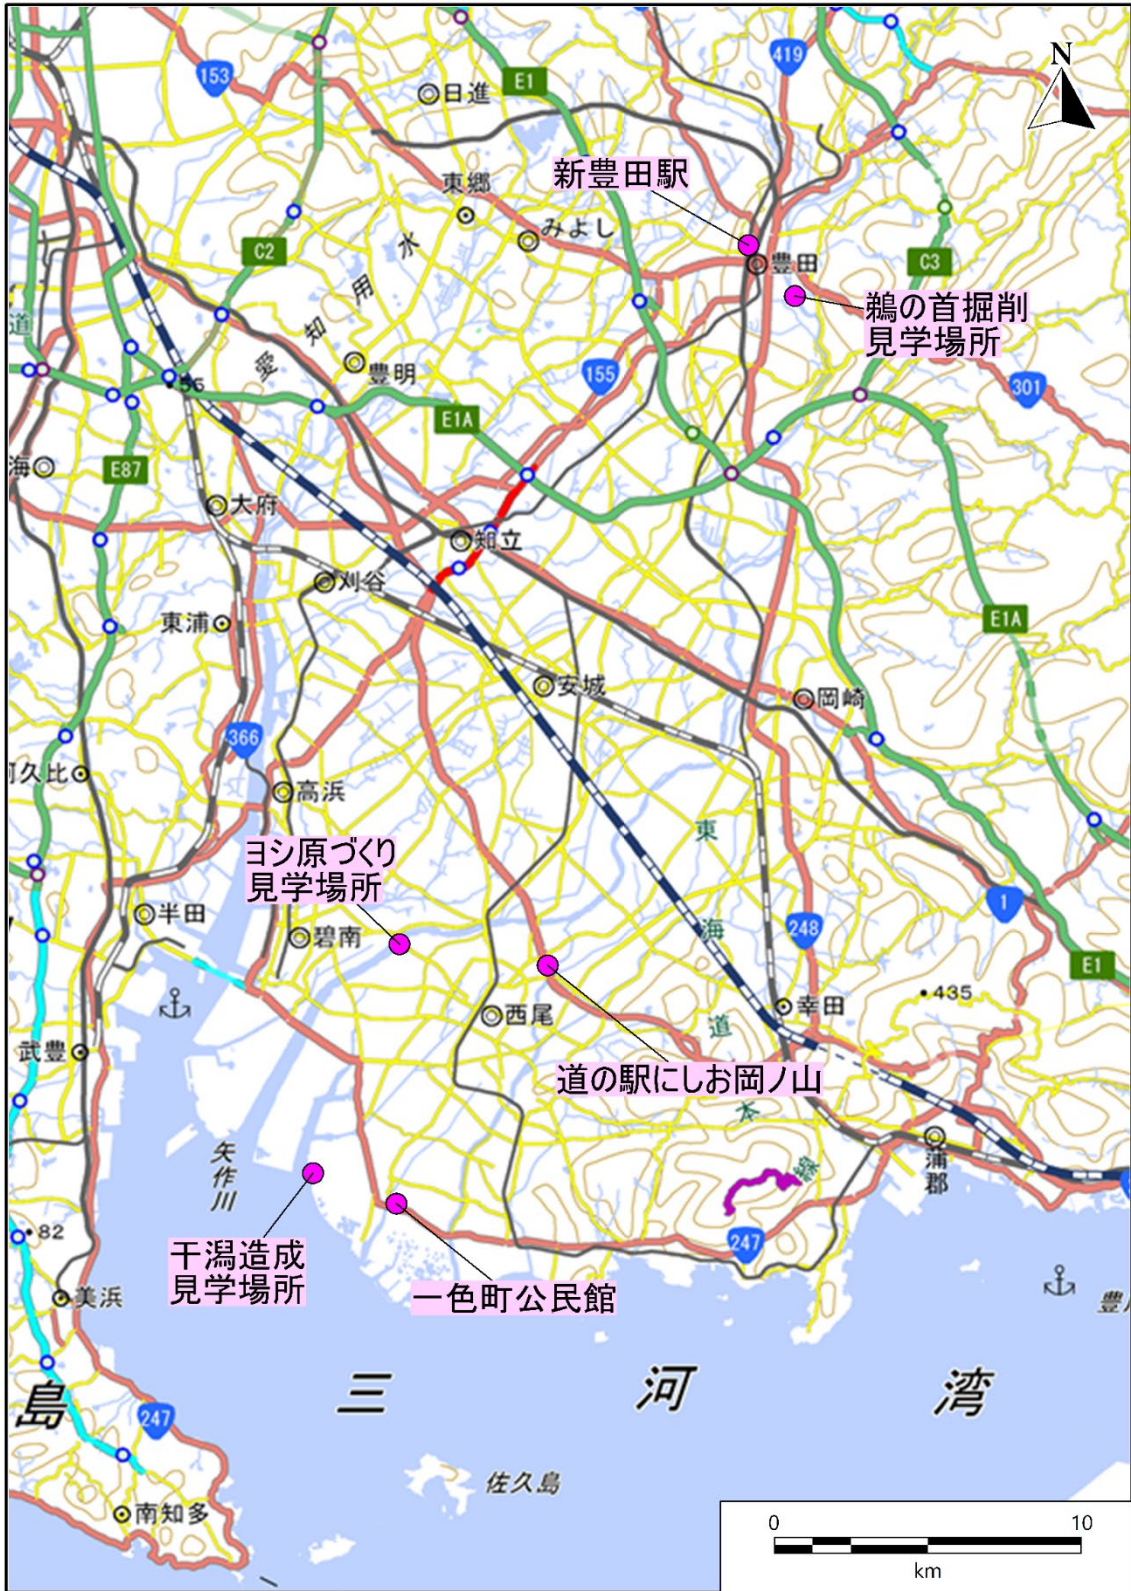 153
E1
419
N
日進
新豊田駅
東郷
みよし
C2
豊田
C3
愛知用水
鵜の首掘削
見学場所
道
豊明
55
155
301
E1A
海
E87
大府
知立
刈谷
東浦
E1A
安城
岡崎
366
阿久比
高浜
東海道本線
ヨシ原づくり
見学場所
半田
碧南
248
1
E1
435
西尾
幸田
武豊
道の駅にしお岡ノ山
矢作川
蒲郡
82
干潟造成
見学場所
247
一色町公民館
美浜
豊川
島
三河湾
247
佐久島
南知多
0 10
km